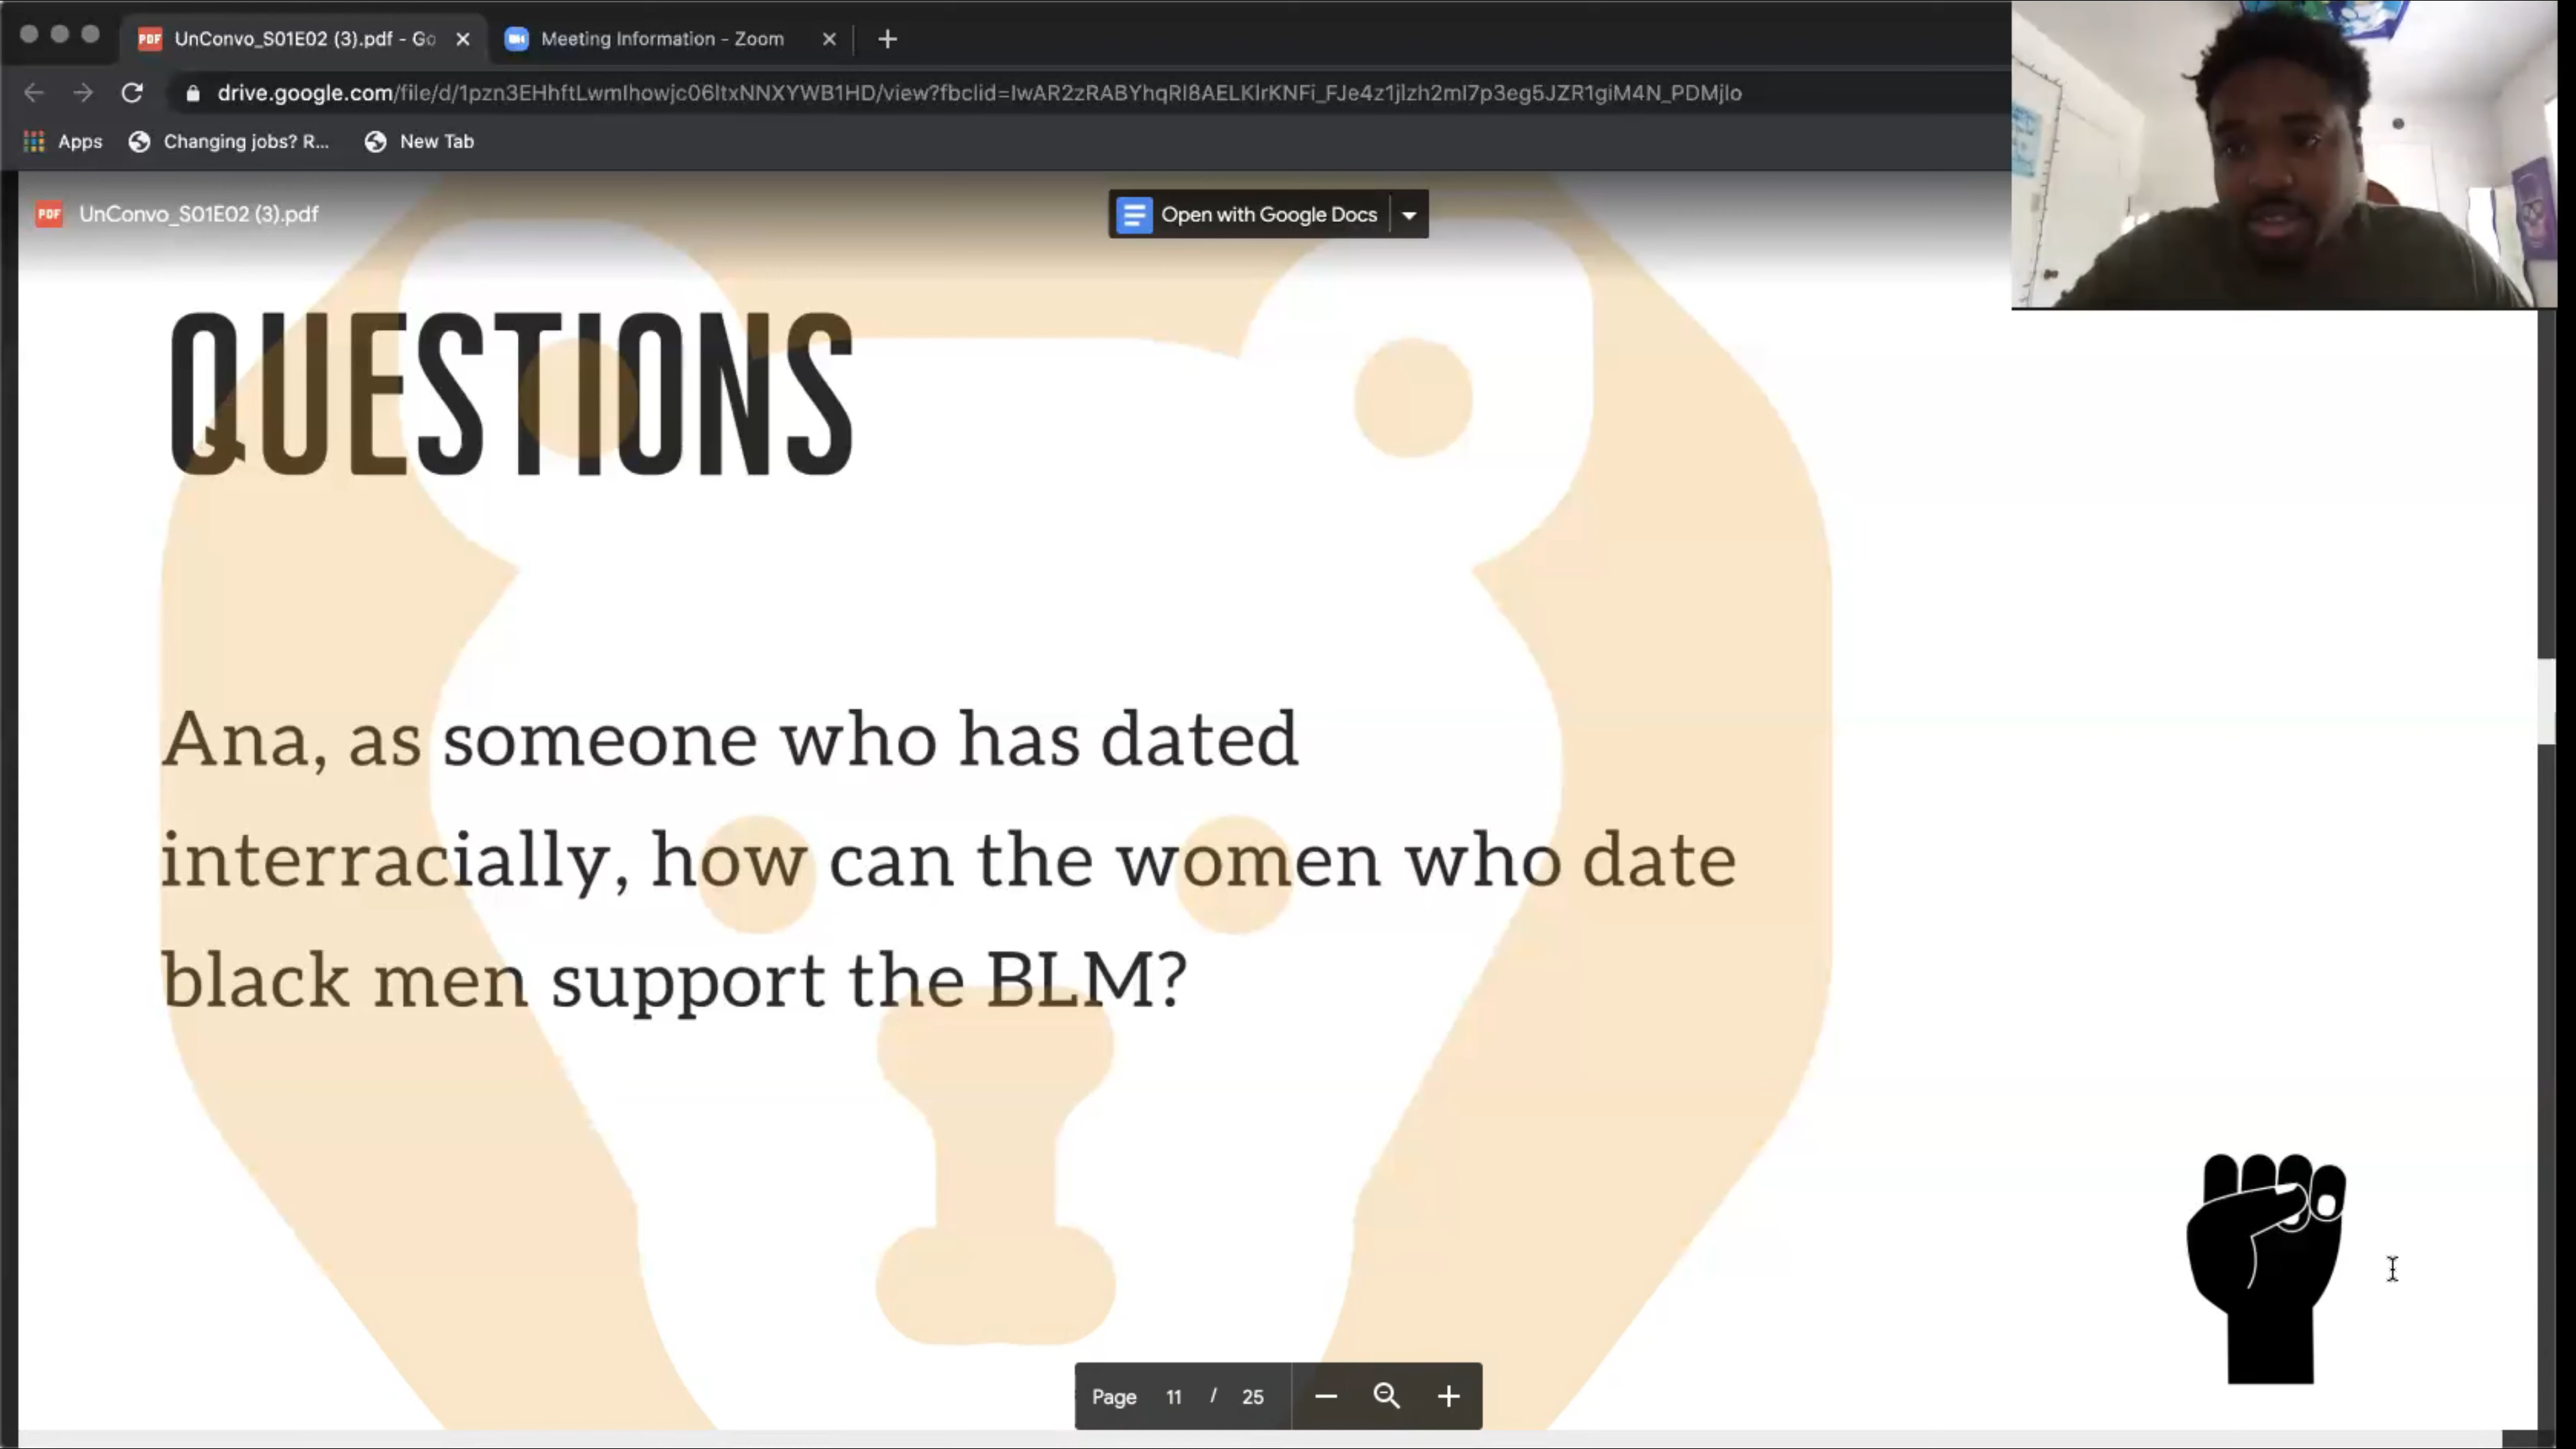 UnConvo_S01E02 (3).pdf - Go
Meeting Information - Zoom
drive.google.com/file/d/1pzn3EHhftLwmIhowjc06ltxNNXYWB1HD/view?fbclid=IwAR2zRABYhqRI8AELKlrKNFi_FJe4z1jlzh2ml7p3eg5JZR1giM4N_PDMjlo
Apps
Changing jobs? R...
New Tab
PDF
UnConvo_S01E02 (3).pdf
Open with Google Docs
QUESTIONS
Ana, as someone who has dated
interracially, how can the women who date
black men support the BLM?
Page 11 / 25